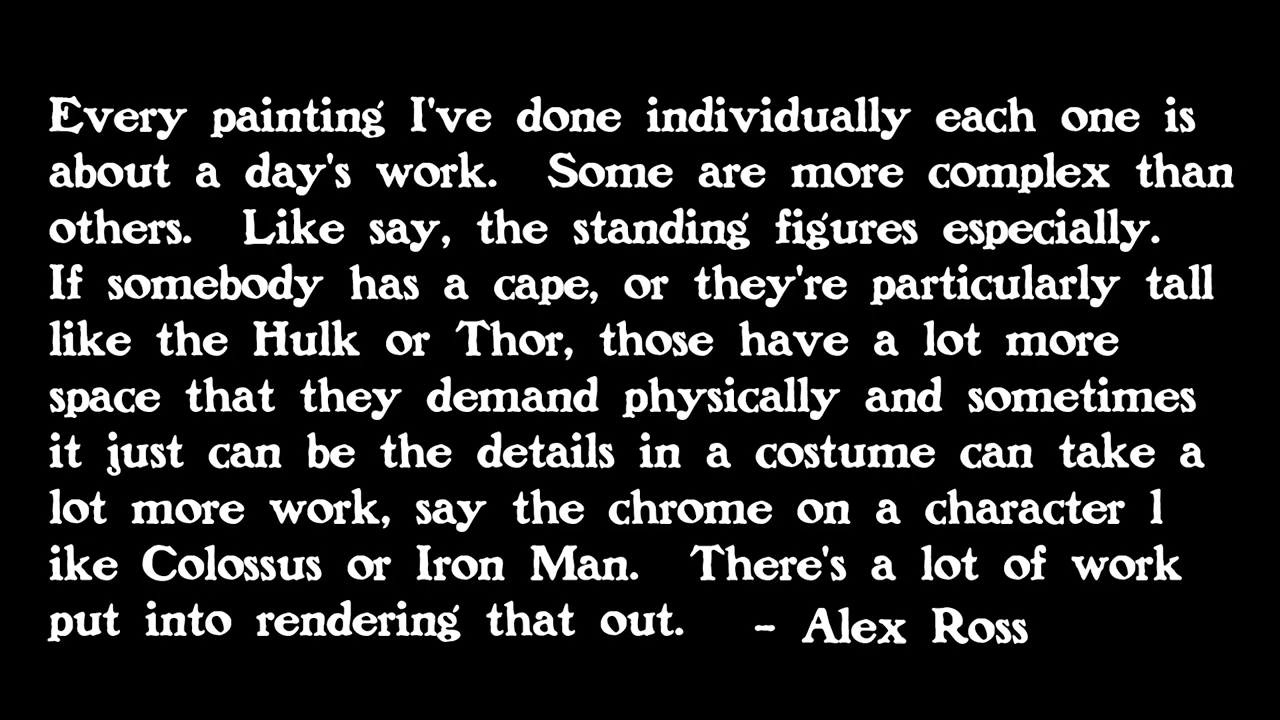 Every painting I've done individually each one is
about a day's work. Some are more complex than
others. Like say, the standing figures especially.
If somebody has a cape, or they're particularly tall
like the Hulk or Thor, those have a lot more
space that they demand physically and sometimes
it just can be the details in a costume can take a
lot more work, say the chrome on a character l
ike Colossus or Iron Man. There's a lot of work
put into rendering that out. - Alex Ross